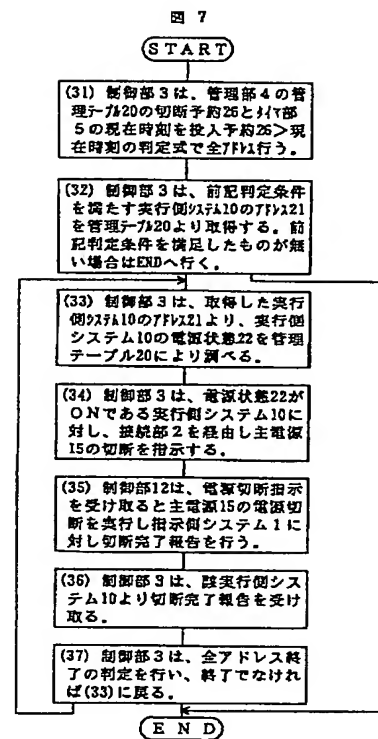 図 7
START
(31) 制御部3は、管理部4の管
理テーブル20の切断予約26とタイマ部
5の現在時刻を投入予約26＞現
在時刻の判定式で全アドレス行う。
(32) 制御部3は、前記判定条件
を満たす実行側システム10のアドレス21
を管理テーブル20より取得する。前
記判定条件を満足したものが無
い場合はENDへ行く。
(33) 制御部3は、取得した実行
側システム10のアドレス21より、実行側
システム10の電源状態22を管理
テーブル20により調べる。
(34) 制御部3は、電源状態22が
ONである実行側システム10に
対し、接続部2を経由し主電源
15の切断を指示する。
(35) 制御部12は、電源切断指示
を受け取ると主電源15の電源切
断を実行し指示側システム1に
対し切断完了報告を行う。
(36) 制御部3は、該実行側シス
テム10より切断完了報告を受け
取る。
(37) 制御部3は、全アドレス終
了の判定を行い、終了でなけれ
ば(33)に戻る。
END